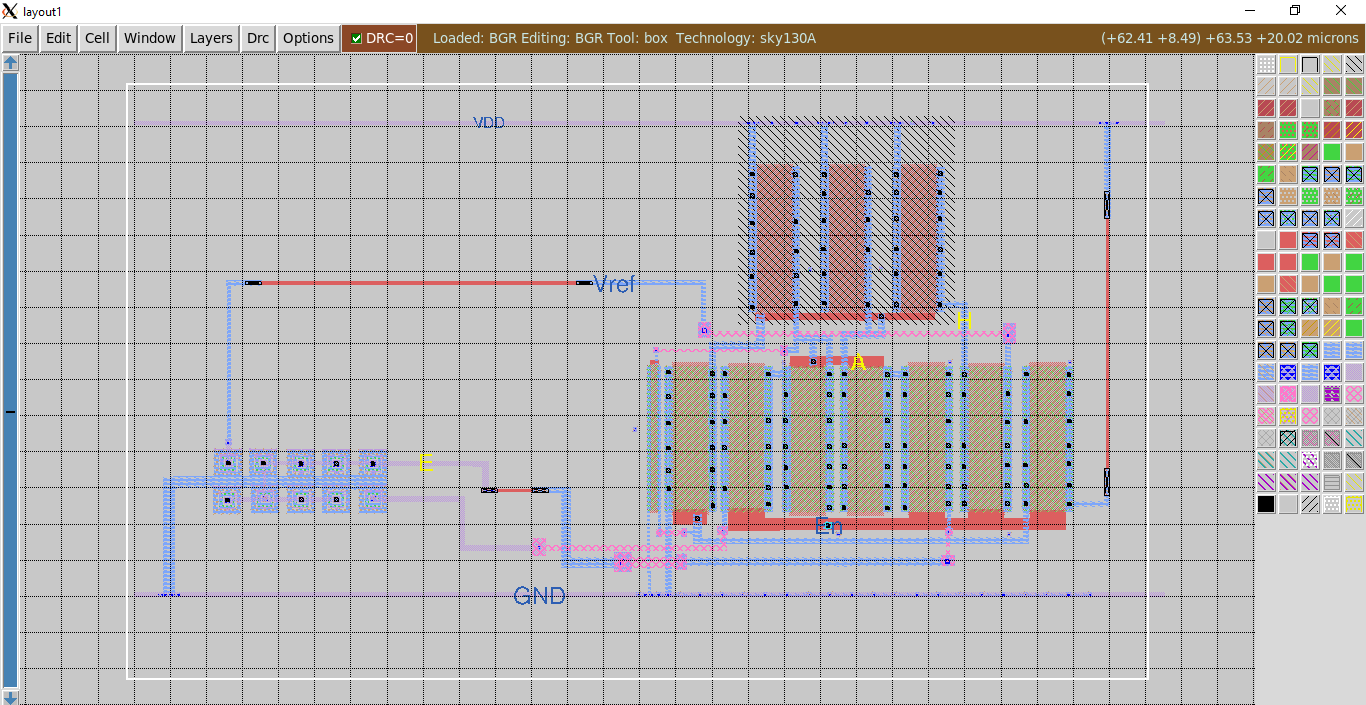 layout1
File Edit Cell Window Layers Drc Options DRC=0 Loaded: BGR Editing: BGR Tool: box Technology: sky130A (+62.41 +8.49) +63.53 +20.02 microns
VDD
Vref
H
A
E
En
GND